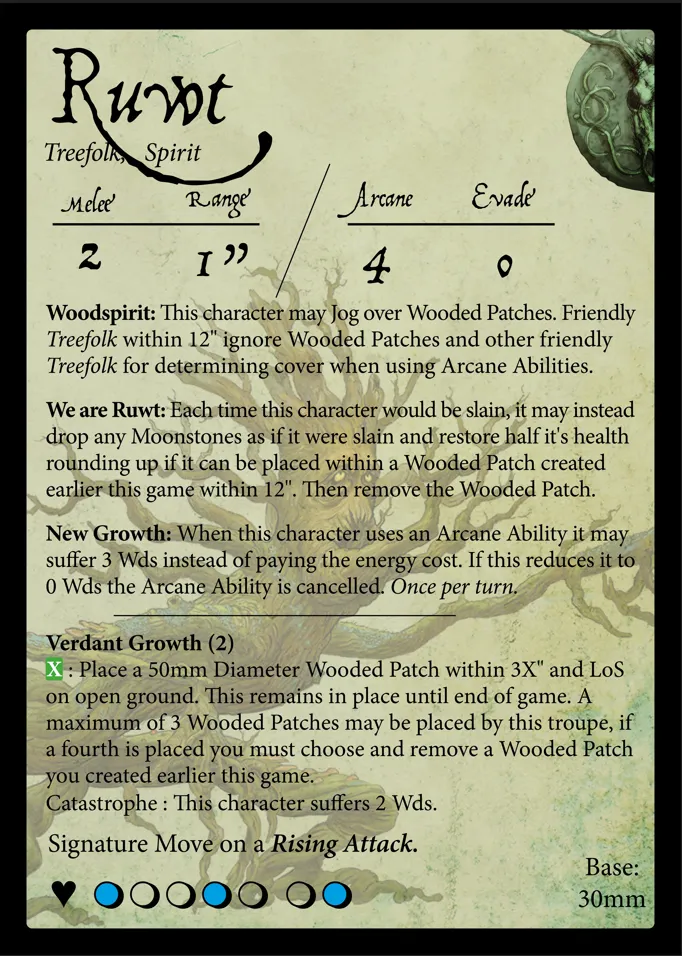 Ruwt
Treefolk, Spirit
Melee Range / Arcane Evade
2 1” 4 0
Woodspirit: This character may Jog over Wooded Patches. Friendly
Treefolk within 12" ignore Wooded Patches and other friendly
Treefolk for determining cover when using Arcane Abilities.
We are Ruwt: Each time this character would be slain, it may instead
drop any Moonstones as if it were slain and restore half it's health
rounding up if it can be placed within a Wooded Patch created
earlier this game within 12". Then remove the Wooded Patch.
New Growth: When this character uses an Arcane Ability it may
suffer 3 Wds instead of paying the energy cost. If this reduces it to
0 Wds the Arcane Ability is cancelled. Once per turn.
Verdant Growth (2)
X : Place a 50mm Diameter Wooded Patch within 3X" and LoS
on open ground. This remains in place until end of game. A
maximum of 3 Wooded Patches may be placed by this troupe, if
a fourth is placed you must choose and remove a Wooded Patch
you created earlier this game.
Catastrophe : This character suffers 2 Wds.
Signature Move on a Rising Attack.
Base:
30mm